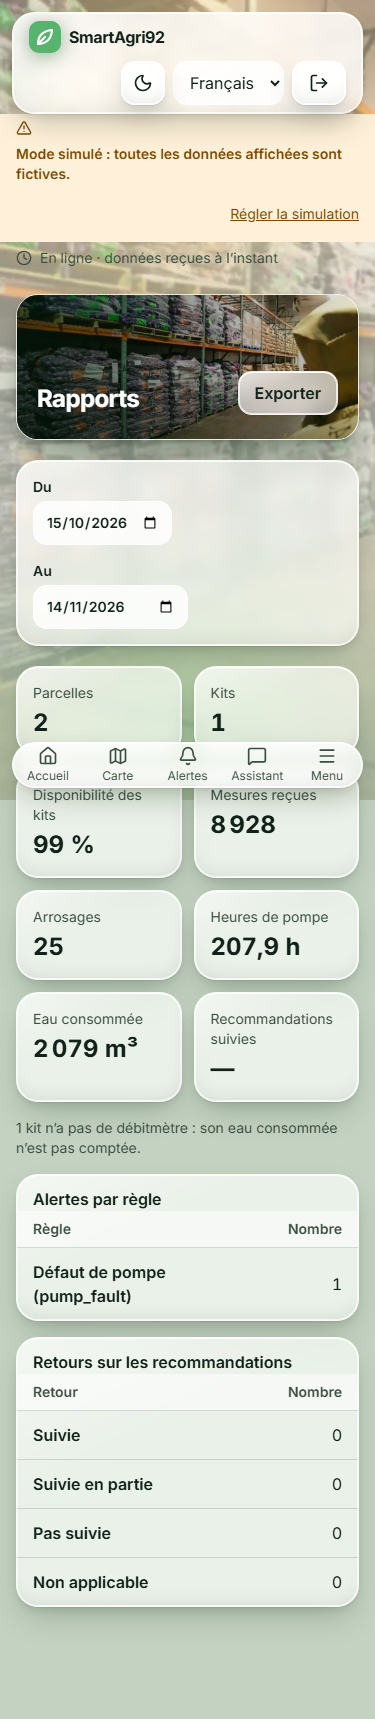 SmartAgri92
Français
Mode simulé : toutes les données affichées sont
fictives.
Régler la simulation
En ligne · données reçues à l’instant
Rapports
Exporter
Du
15/10/2026
Au
14/11/2026
Parcelles
2
Kits
1
Accueil
Carte
Alertes
Assistant
Menu
Disponibilité des
kits
99 %
Mesures reçues
8 928
Arrosages
25
Heures de pompe
207,9 h
Eau consommée
2 079 m³
Recommandations
suivies
—
1 kit n’a pas de débitmètre : son eau consommée
n’est pas comptée.
Alertes par règle
Règle Nombre
Défaut de pompe
(pump_fault)
1
Retours sur les recommandations
Retour Nombre
Suivie 0
Suivie en partie 0
Pas suivie 0
Non applicable 0